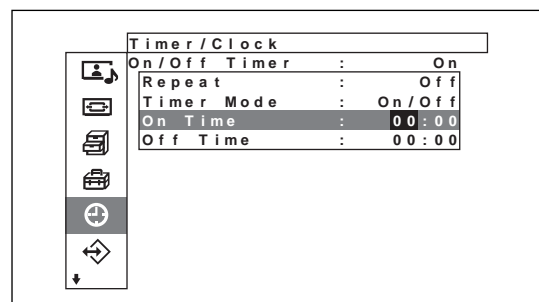 Timer/Clock
On/Off Timer : On
Repeat : Off
Timer Mode : On/Off
On Time : 00:00
Off Time : 00:00